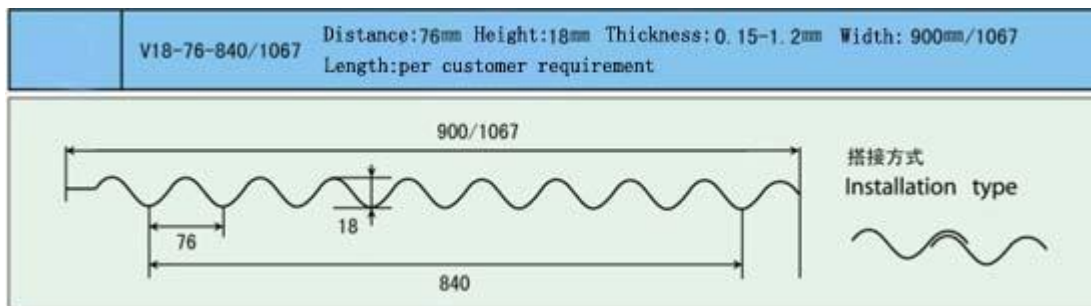 V18-76-840/1067
Distance:76mm Height:18mm Thickness:0.15-1.2mm Width: 900mm/1067
Length:per customer requirement
900/1067
搭接方式
Installation type
18
76
840